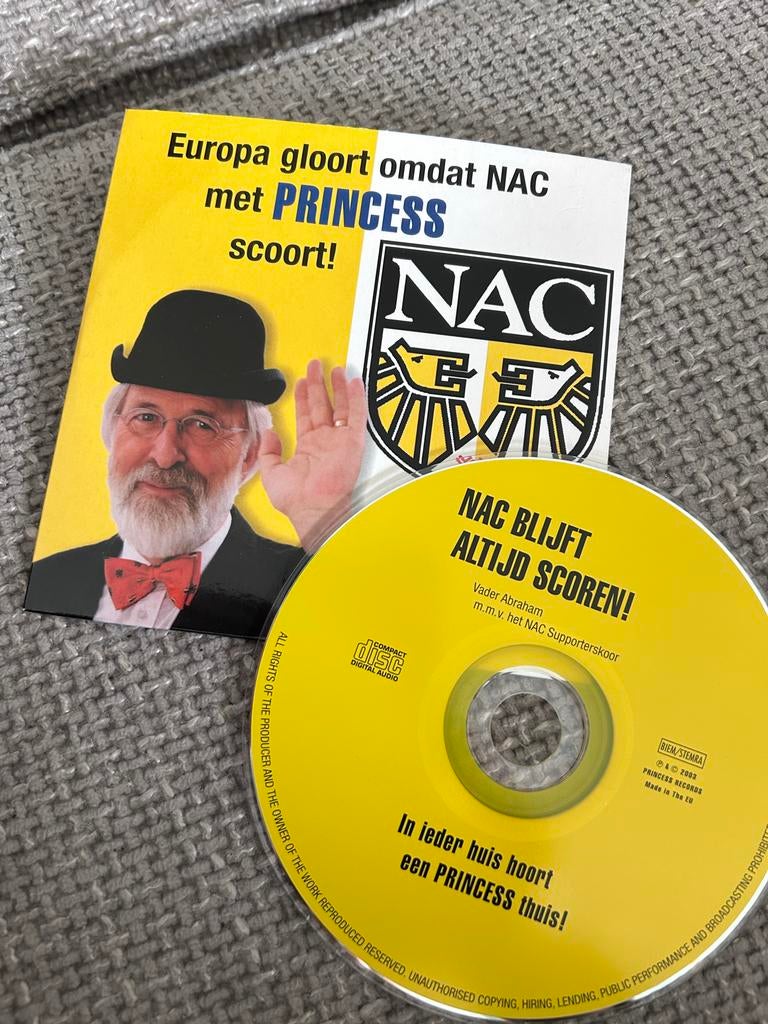 Europa gloort omdat NAC
met PRINCESS
scoort!
NAC
NAC BLIJFT
ALTIJD SCOREN!
Vader Abraham
m.m.v. het NAC Supporterskoor
COMPACT
disc
DIGITAL AUDIO
BIEM/STEMRA
℗ & © 2003
PRINCESS RECORDS
Made in The EU
In ieder huis hoort
een PRINCESS thuis!
ALL RIGHTS OF THE PRODUCER AND THE OWNER OF THE WORK REPRODUCED RESERVED. UNAUTHORISED COPYING, HIRING, LENDING, PUBLIC PERFORMANCE AND BROADCASTING PROHIBITE